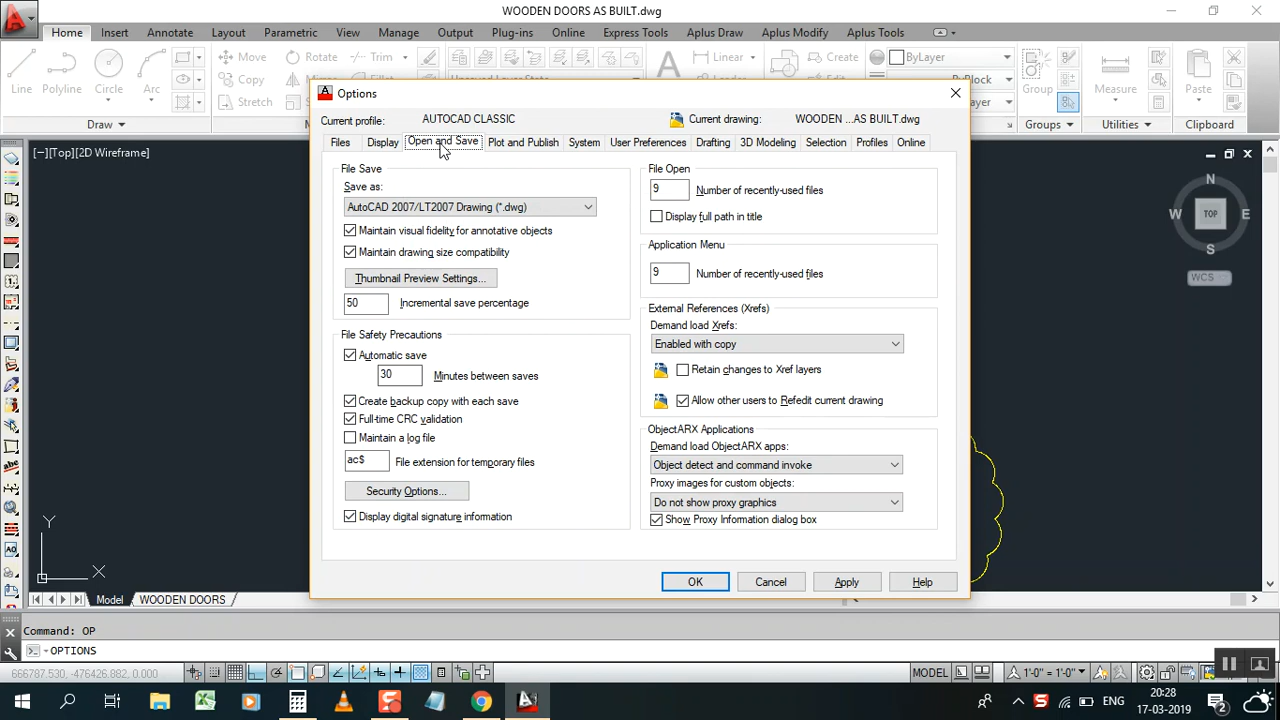 WOODEN DOORS AS BUILT.dwg
Home Insert Annotate Layout Parametric View Manage Output Plug-ins Online Express Tools Aplus Draw Aplus Modify Aplus Tools
Line Polyline Circle Arc
Move Rotate Trim
Copy
Stretch
Linear
Create
ByLayer
Group Measure Paste
Draw
Groups Utilities Clipboard
[−][Top][2D Wireframe]
Options
Current profile: AUTOCAD CLASSIC Current drawing: WOODEN ...AS BUILT.dwg
Files Display Open and Save Plot and Publish System User Preferences Drafting 3D Modeling Selection Profiles Online
File Save
Save as:
AutoCAD 2007/LT2007 Drawing (*.dwg)
Maintain visual fidelity for annotative objects
Maintain drawing size compatibility
Thumbnail Preview Settings...
50 Incremental save percentage
File Safety Precautions
Automatic save
30 Minutes between saves
Create backup copy with each save
Full-time CRC validation
Maintain a log file
ac$ File extension for temporary files
Security Options...
Display digital signature information
File Open
9 Number of recently-used files
Display full path in title
Application Menu
9 Number of recently-used files
External References (Xrefs)
Demand load Xrefs:
Enabled with copy
Retain changes to Xref layers
Allow other users to Refedit current drawing
ObjectARX Applications
Demand load ObjectARX apps:
Object detect and command invoke
Proxy images for custom objects:
Do not show proxy graphics
Show Proxy Information dialog box
OK Cancel Apply Help
N
W TOP E
S
WCS
Y
X
Model WOODEN DOORS
Command: OP
OPTIONS
666787.530, -476426.882, 0.000
MODEL 1'-0" = 1'-0"
ENG 20:28
17-03-2019
2